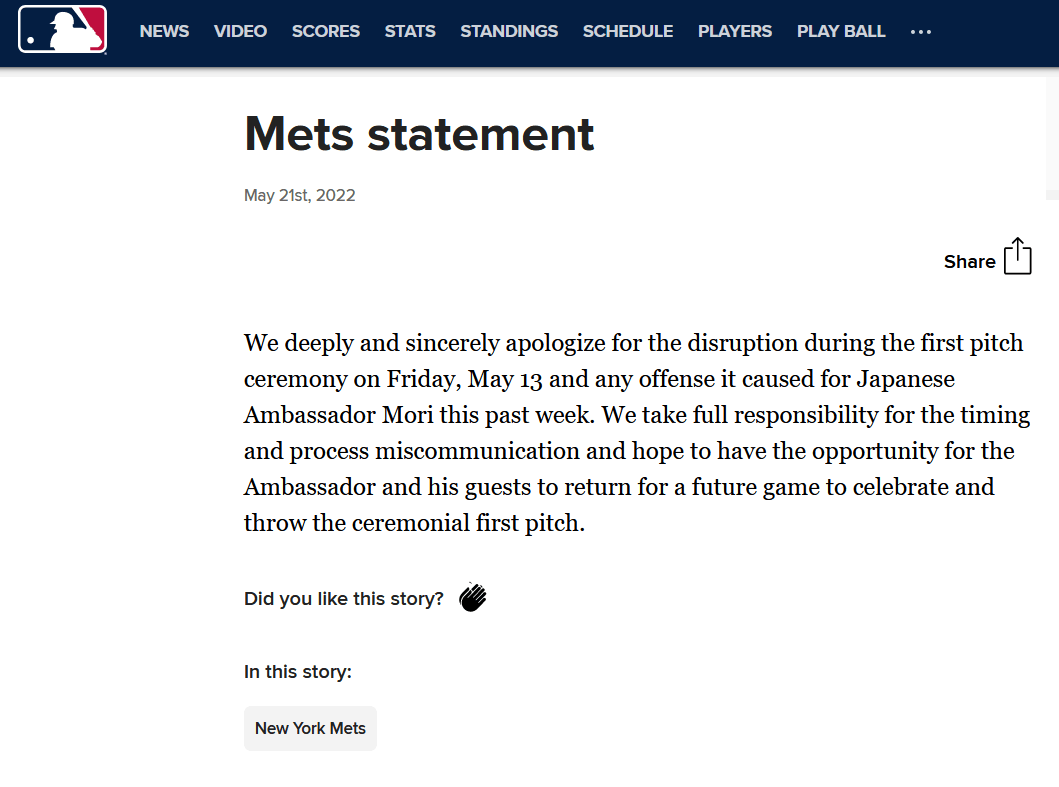 NEWS VIDEO SCORES STATS STANDINGS SCHEDULE PLAYERS PLAY BALL ...
Mets statement
May 21st, 2022
Share
We deeply and sincerely apologize for the disruption during the first pitch
ceremony on Friday, May 13 and any offense it caused for Japanese
Ambassador Mori this past week. We take full responsibility for the timing
and process miscommunication and hope to have the opportunity for the
Ambassador and his guests to return for a future game to celebrate and
throw the ceremonial first pitch.
Did you like this story?
In this story:
New York Mets